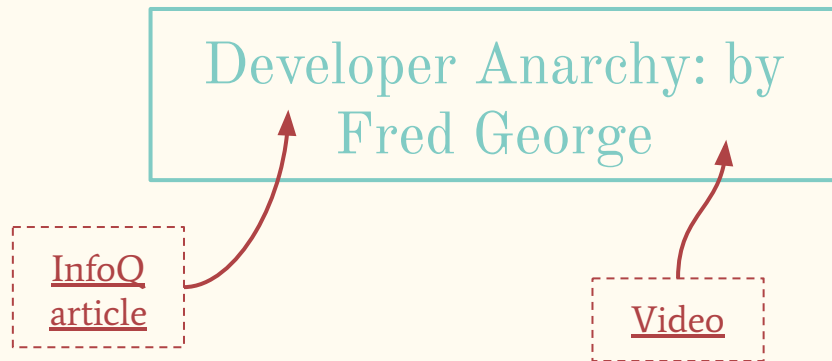 Developer Anarchy: by
Fred George
InfoQ
article
Video